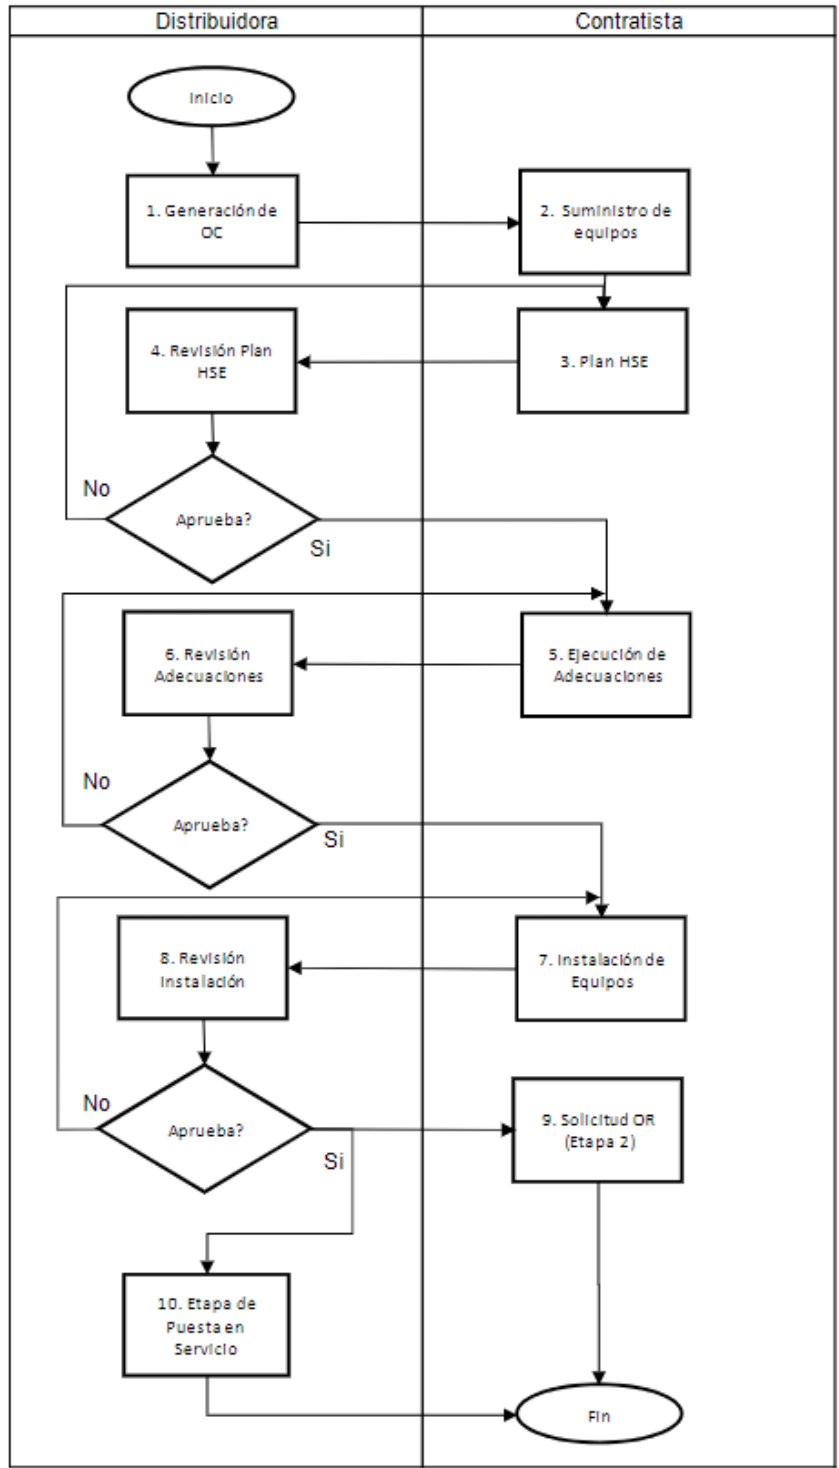 Distribuidora
Contratista
Inicio
1. Generación de
OC
2. Suministro de
equipos
4. Revisión Plan
HSE
3. Plan HSE
No
Aprueba?
Si
6. Revisión
Adecuaciones
5. Ejecución de
Adecuaciones
No
Aprueba?
Si
8. Revisión
Instalación
7. Instalación de
Equipos
No
Aprueba?
Si
9. Solicitud OR
(Etapa 2)
10. Etapa de
Puesta en
Servicio
Fin